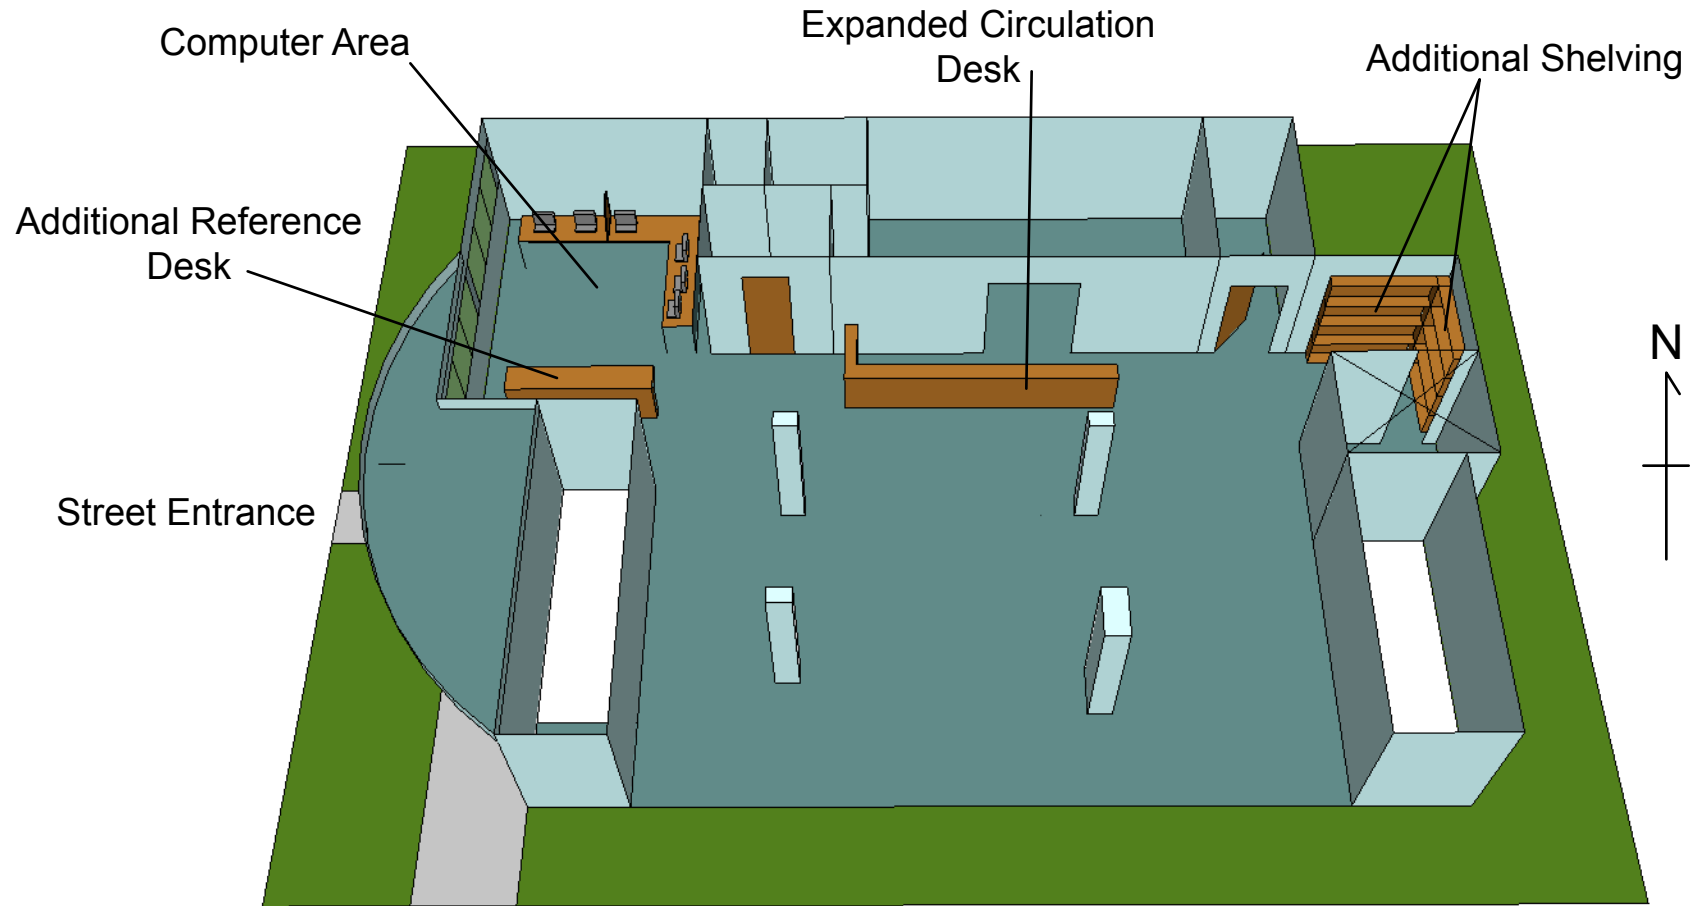 Expanded Circulation
Desk
Computer Area
Additional Shelving
Additional Reference
Desk
N
Street Entrance